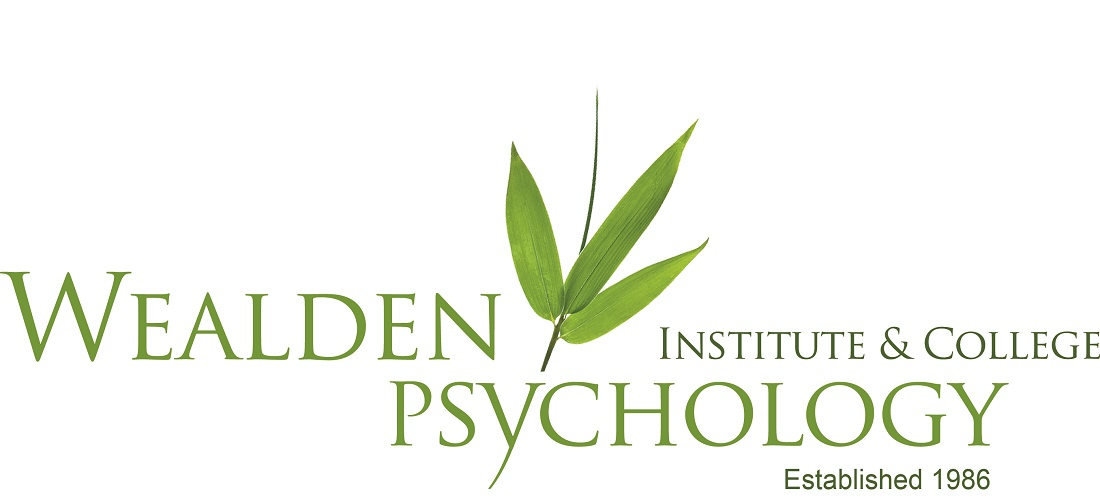 WEALDEN
INSTITUTE & COLLEGE
PSyCHOLOGY
Established 1986